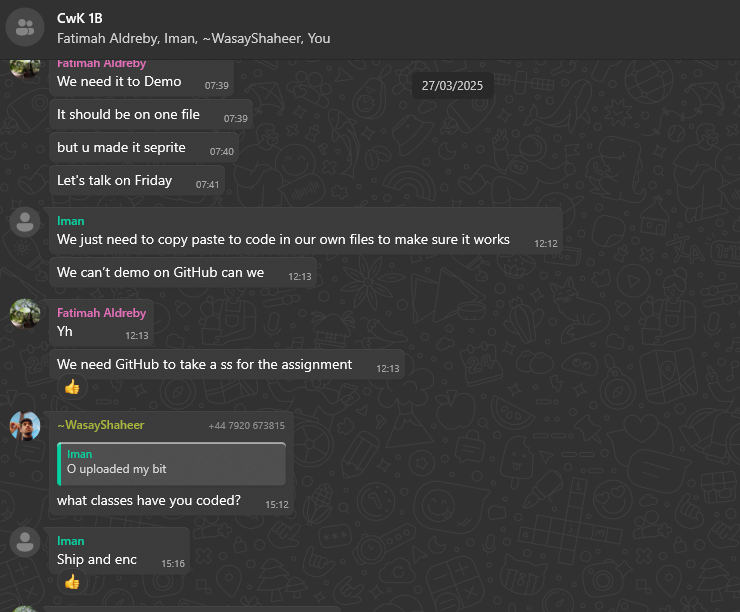 CwK 1B
Fatimah Aldreby, Iman, ~WasayShaheer, You
Fatimah Aldreby
We need it to Demo
07:39
27/03/2025
It should be on one file
07:39
but u made it seprite
07:40
Let's talk on Friday
07:41
Iman
We just need to copy paste to code in our own files to make sure it works
12:12
We can't demo on GitHub can we
12:13
Fatimah Aldreby
Yh
12:13
We need GitHub to take a ss for the assignment
12:13
👍
~WasayShaheer
+44 7920 673815
Iman
O uploaded my bit
what classes have you coded?
15:12
Iman
Ship and enc
15:16
👍